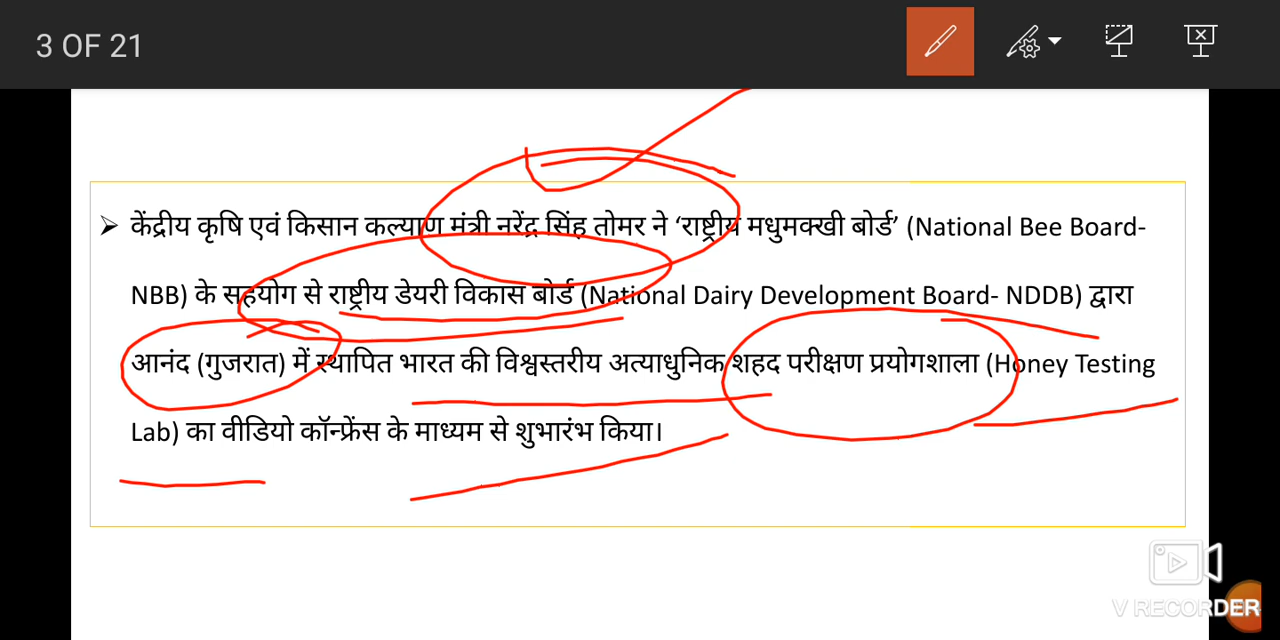 3 OF 21
➢ केंद्रीय कृषि एवं किसान कल्याण मंत्री नरेंद्र सिंह तोमर ने ‘राष्ट्रीय मधुमक्खी बोर्ड’ (National Bee Board-
NBB) के सहयोग से राष्ट्रीय डेयरी विकास बोर्ड (National Dairy Development Board- NDDB) द्वारा
आनंद (गुजरात) में स्थापित भारत की विश्वस्तरीय अत्याधुनिक शहद परीक्षण प्रयोगशाला (Honey Testing
Lab) का वीडियो कॉन्फ्रेंस के माध्यम से शुभारंभ किया।
V RECORDER